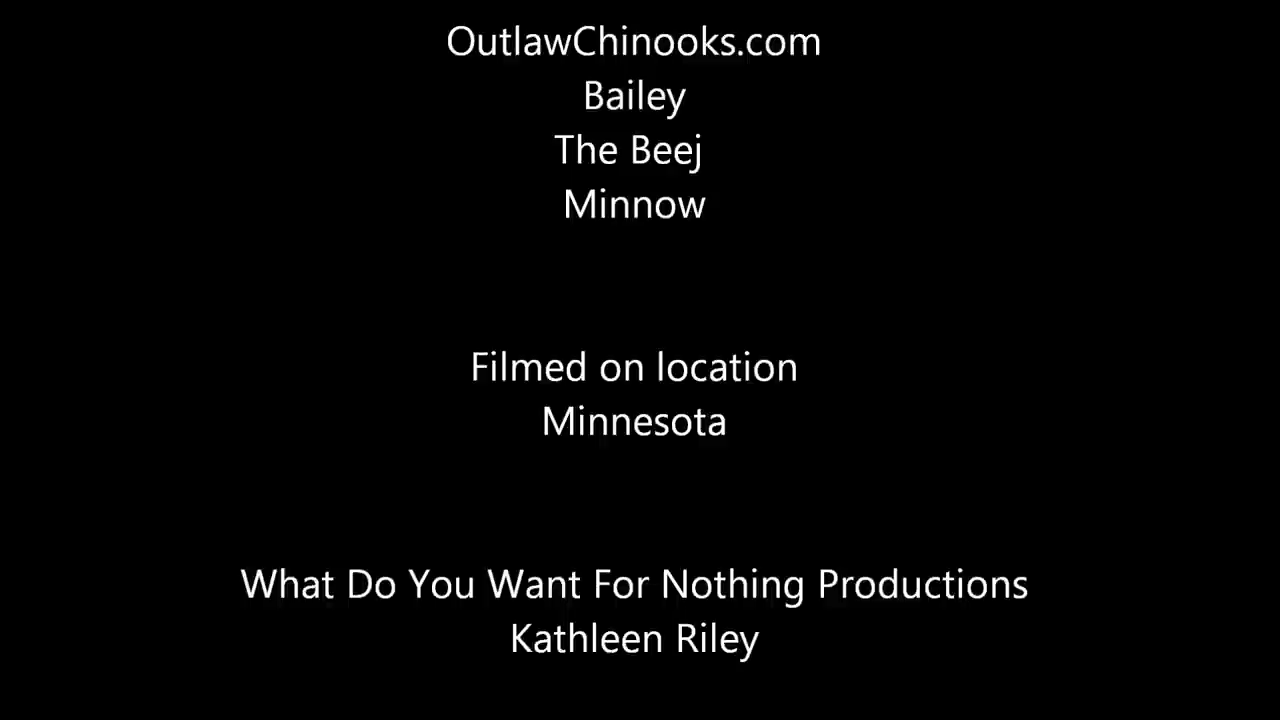 OutlawChinooks.com
Bailey
The Beej
Minnow
Filmed on location
Minnesota
What Do You Want For Nothing Productions
Kathleen Riley